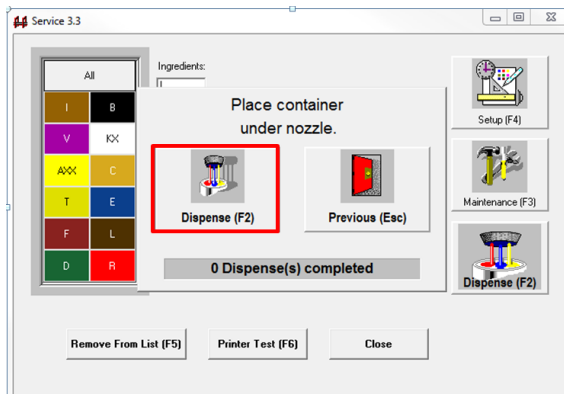 Service 3.3
All
Ingredients:
I
B
V
KX
AXX
C
T
E
F
L
D
R
Place container
under nozzle.
Dispense (F2)
Previous (Esc)
0 Dispense(s) completed
Setup (F4)
Maintenance (F3)
Dispense (F2)
Remove From List (F5)
Printer Test (F6)
Close